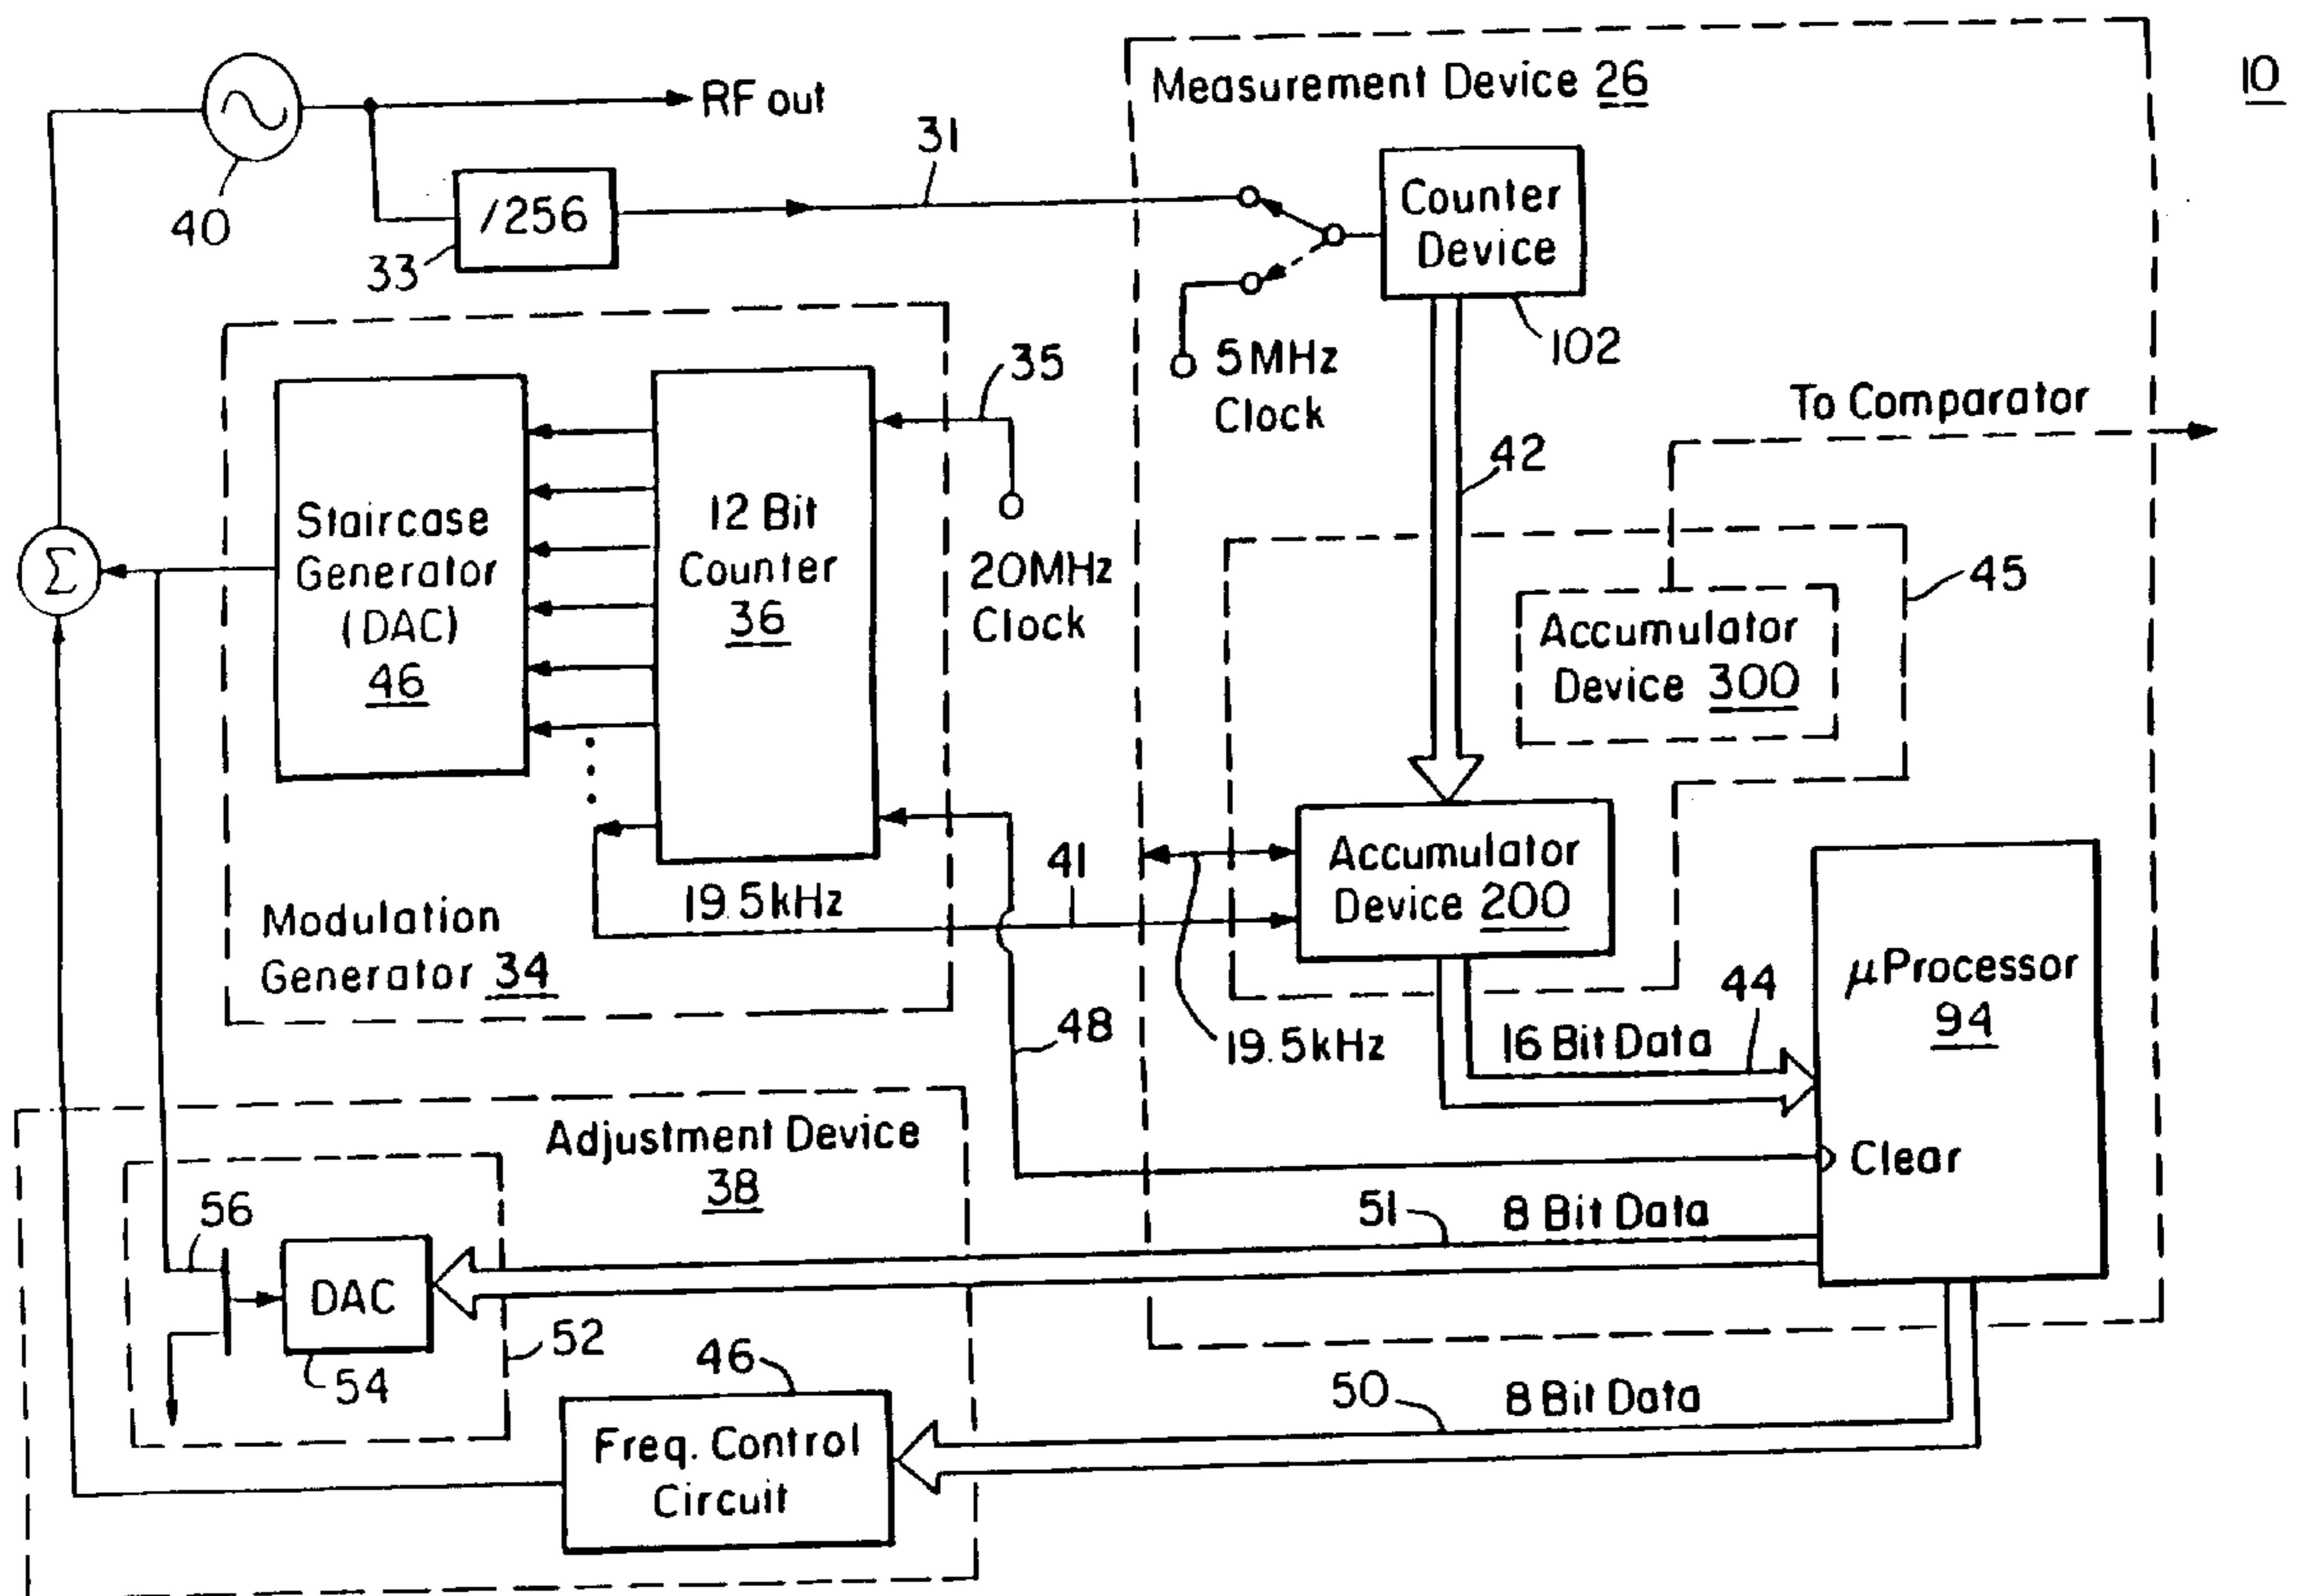 10
Measurement Device 26
RF out
31
40
/256
33
Counter
Device
102
5 MHz
Clock
35
To Comparator
42
Staircase
Generator
(DAC)
46
12 Bit
Counter
36
20MHz
Clock
Σ
45
Accumulator
Device 300
Accumulator
Device 200
41
19.5kHz
Modulation
Generator 34
μProcessor
94
44
48
19.5kHz
16 Bit Data
Adjustment Device
38
Clear
51
8 Bit Data
56
DAC
54
52
46
50
8 Bit Data
Freq. Control
Circuit